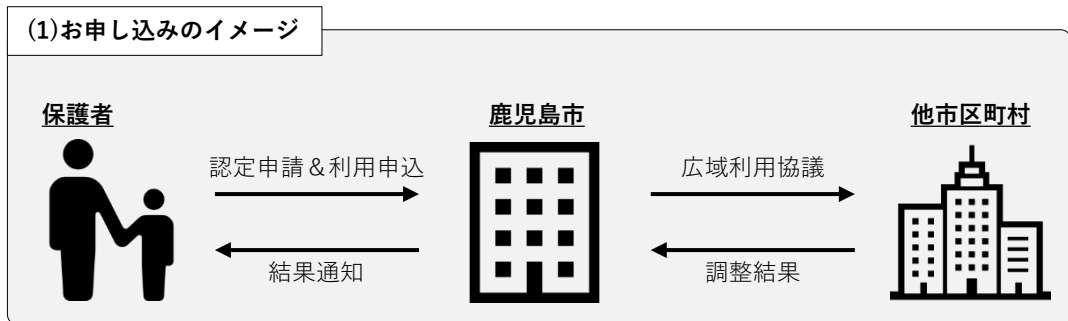 (1)お申し込みのイメージ
保護者
鹿児島市
他市区町村
認定申請＆利用申込
広域利用協議
結果通知
調整結果